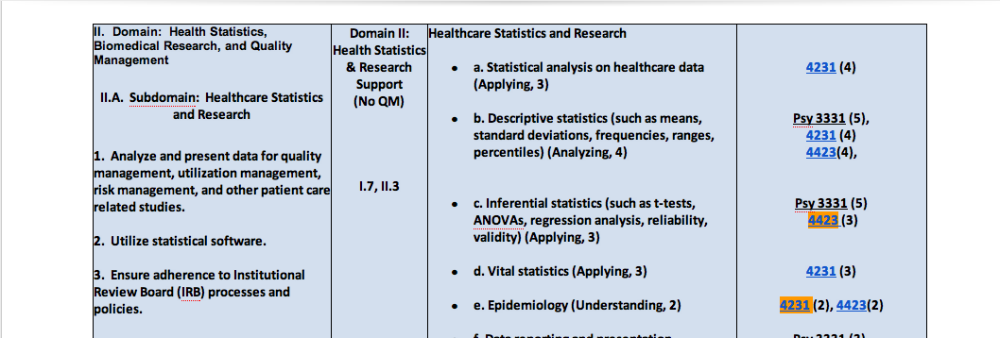 II. Domain: Health Statistics,
Biomedical Research, and Quality
Management
II.A. Subdomain: Healthcare Statistics
and Research
1. Analyze and present data for quality
management, utilization management,
risk management, and other patient care
related studies.
2. Utilize statistical software.
3. Ensure adherence to Institutional
Review Board (IRB) processes and
policies.
Domain II:
Health Statistics
& Research
Support
(No QM)
I.7, II.3
Healthcare Statistics and Research
• a. Statistical analysis on healthcare data
(Applying, 3)
• b. Descriptive statistics (such as means,
standard deviations, frequencies, ranges,
percentiles) (Analyzing, 4)
• c. Inferential statistics (such as t-tests,
ANOVAs, regression analysis, reliability,
validity) (Applying, 3)
• d. Vital statistics (Applying, 3)
• e. Epidemiology (Understanding, 2)
• f. Data reporting and presentation
4231 (4)
Psy 3331 (5),
4231 (4)
4423(4),
Psy 3331 (5)
4423 (3)
4231 (3)
4231 (2), 4423(2)